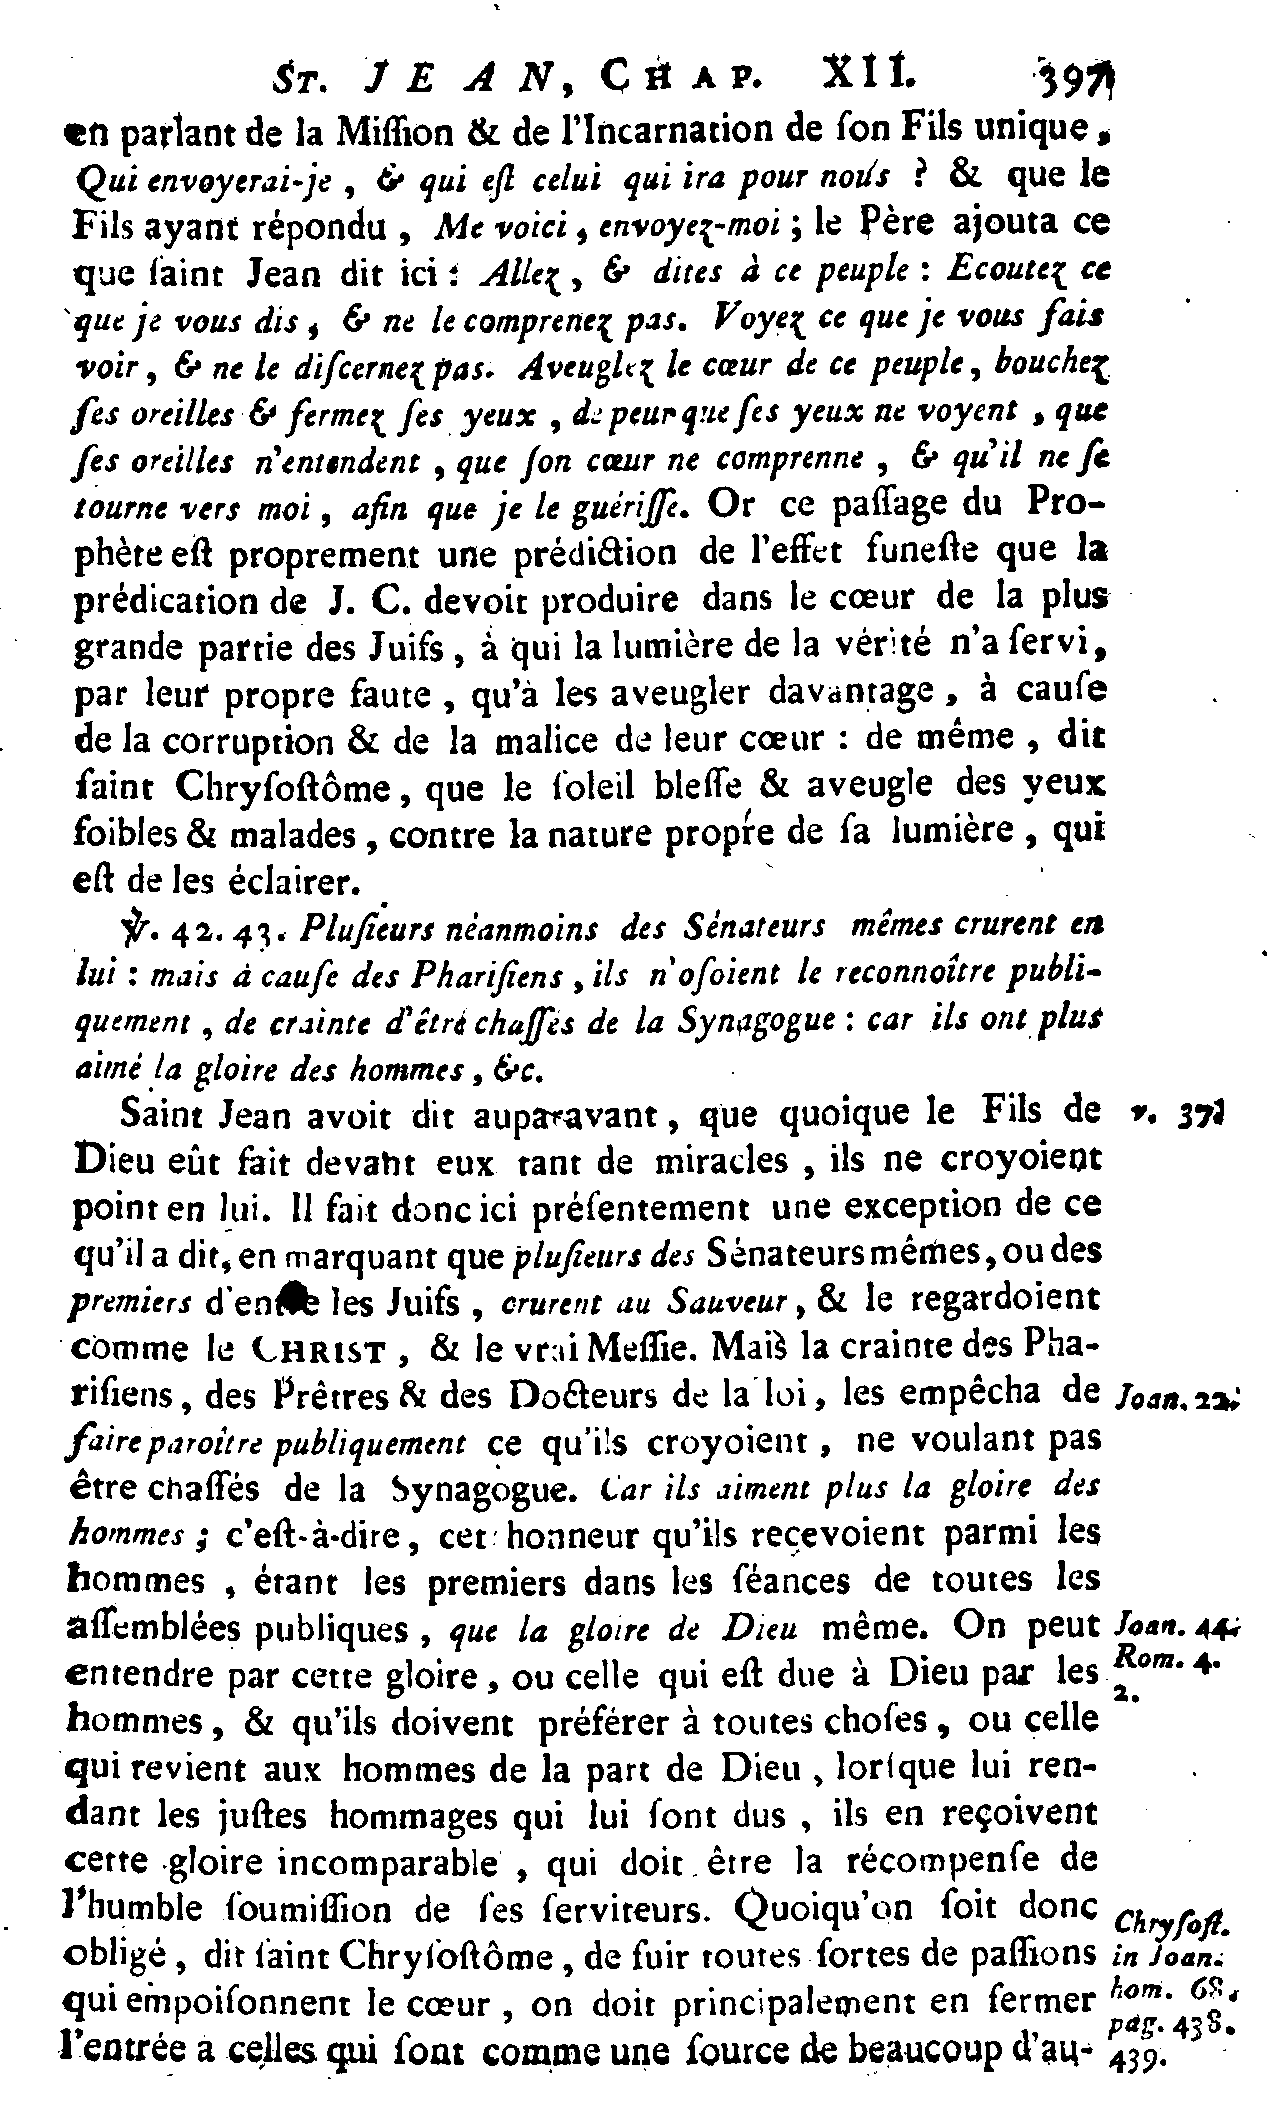 ST. JEAN, CHAP. XII. 397
en parlant de la Miſſion & de l'Incarnation de ſon Fils unique,
Qui envoyerai-je, & qui eſt celui qui ira pour nous ? & que le
Fils ayant répondu, Me voici, envoyez-moi ; le Père ajouta ce
que ſaint Jean dit ici : Allez, & dites à ce peuple : Ecoutez ce
que je vous dis, & ne le comprenez pas. Voyez ce que je vous fais
voir, & ne le diſcernez pas. Aveuglez le cœur de ce peuple, bouchez
ſes oreilles & fermez ſes yeux, de peur que ſes yeux ne voyent, que
ſes oreilles n'entendent, que ſon cœur ne comprenne, & qu'il ne ſe
tourne vers moi, afin que je le guériſſe. Or ce paſſage du Pro-
phète eſt proprement une prédiction de l'effet funeſte que la
prédication de J. C. devoit produire dans le cœur de la plus
grande partie des Juifs, à qui la lumière de la vérité n'a ſervi,
par leur propre faute, qu'à les aveugler davantage, à cauſe
de la corruption & de la malice de leur cœur : de même, dit
ſaint Chryſoſtôme, que le ſoleil bleſſe & aveugle des yeux
foibles & malades, contre la nature propre de ſa lumière, qui
eſt de les éclairer.
℣. 42. 43. Pluſieurs néanmoins des Sénateurs mêmes crurent en
lui : mais à cauſe des Phariſiens, ils n'oſoient le reconnoître publi-
quement, de crainte d'être chaſſés de la Synagogue : car ils ont plus
aimé la gloire des hommes, &c.
Saint Jean avoit dit auparavant, que quoique le Fils de
v. 37.
Dieu eût fait devant eux tant de miracles, ils ne croyoient
point en lui. Il fait donc ici préſentement une exception de ce
qu'il a dit, en marquant que pluſieurs des Sénateurs mêmes, ou des
premiers d'entre les Juifs, crurent au Sauveur, & le regardoient
comme le CHRIST, & le vrai Meſſie. Mais la crainte des Pha-
riſiens, des Prêtres & des Docteurs de la loi, les empêcha de
Joan. 22.
faire paroître publiquement ce qu'ils croyoient, ne voulant pas
être chaſſés de la Synagogue. Car ils aiment plus la gloire des
hommes ; c'eſt-à-dire, cet honneur qu'ils reçevoient parmi les
hommes, étant les premiers dans les ſéances de toutes les
aſſemblées publiques, que la gloire de Dieu même. On peut
Joan. 44.
entendre par cette gloire, ou celle qui eſt due à Dieu par les
Rom. 4.
2.
hommes, & qu'ils doivent préférer à toutes choſes, ou celle
qui revient aux hommes de la part de Dieu, lorſque lui ren-
dant les juſtes hommages qui lui ſont dus, ils en reçoivent
cette gloire incomparable, qui doit être la récompenſe de
l'humble ſoumiſſion de ſes ſerviteurs. Quoiqu'on ſoit donc
Chryſoſt.
obligé, dit ſaint Chryſoſtôme, de fuir toutes ſortes de paſſions
in Joan.
qui empoiſonnent le cœur, on doit principalement en fermer
hom. 68.
pag. 438.
l'entrée a celles qui ſont comme une ſource de beaucoup d'au-
439.